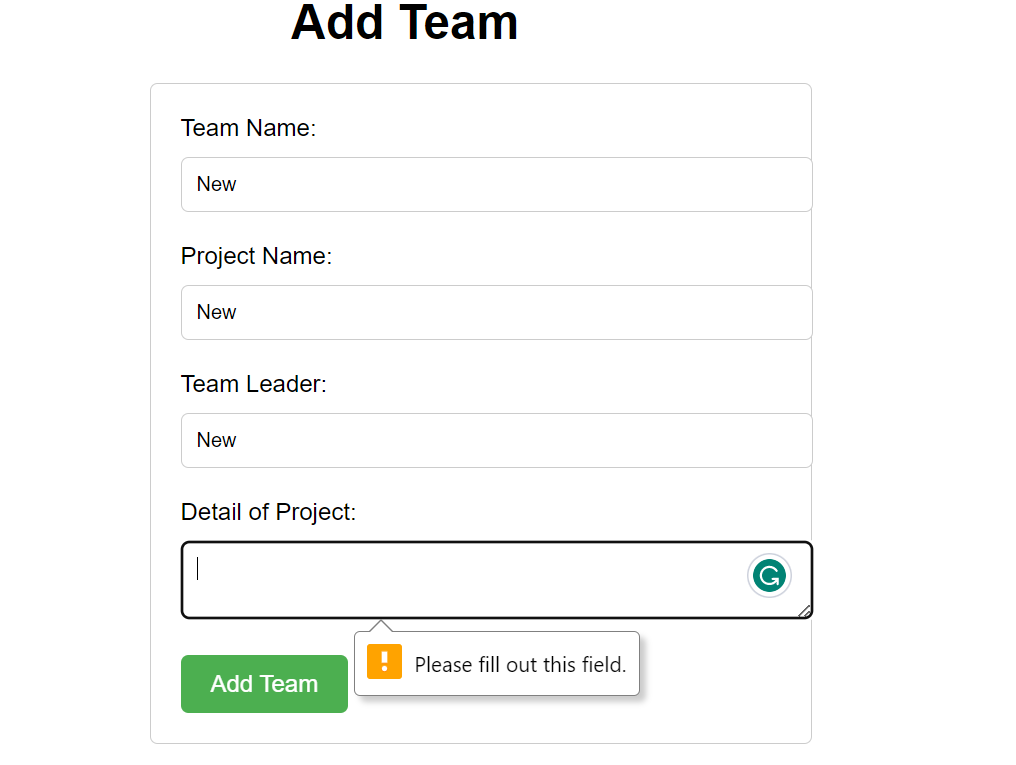 Add Team
Team Name:
New
Project Name:
New
Team Leader:
New
Detail of Project:
Please fill out this field.
Add Team